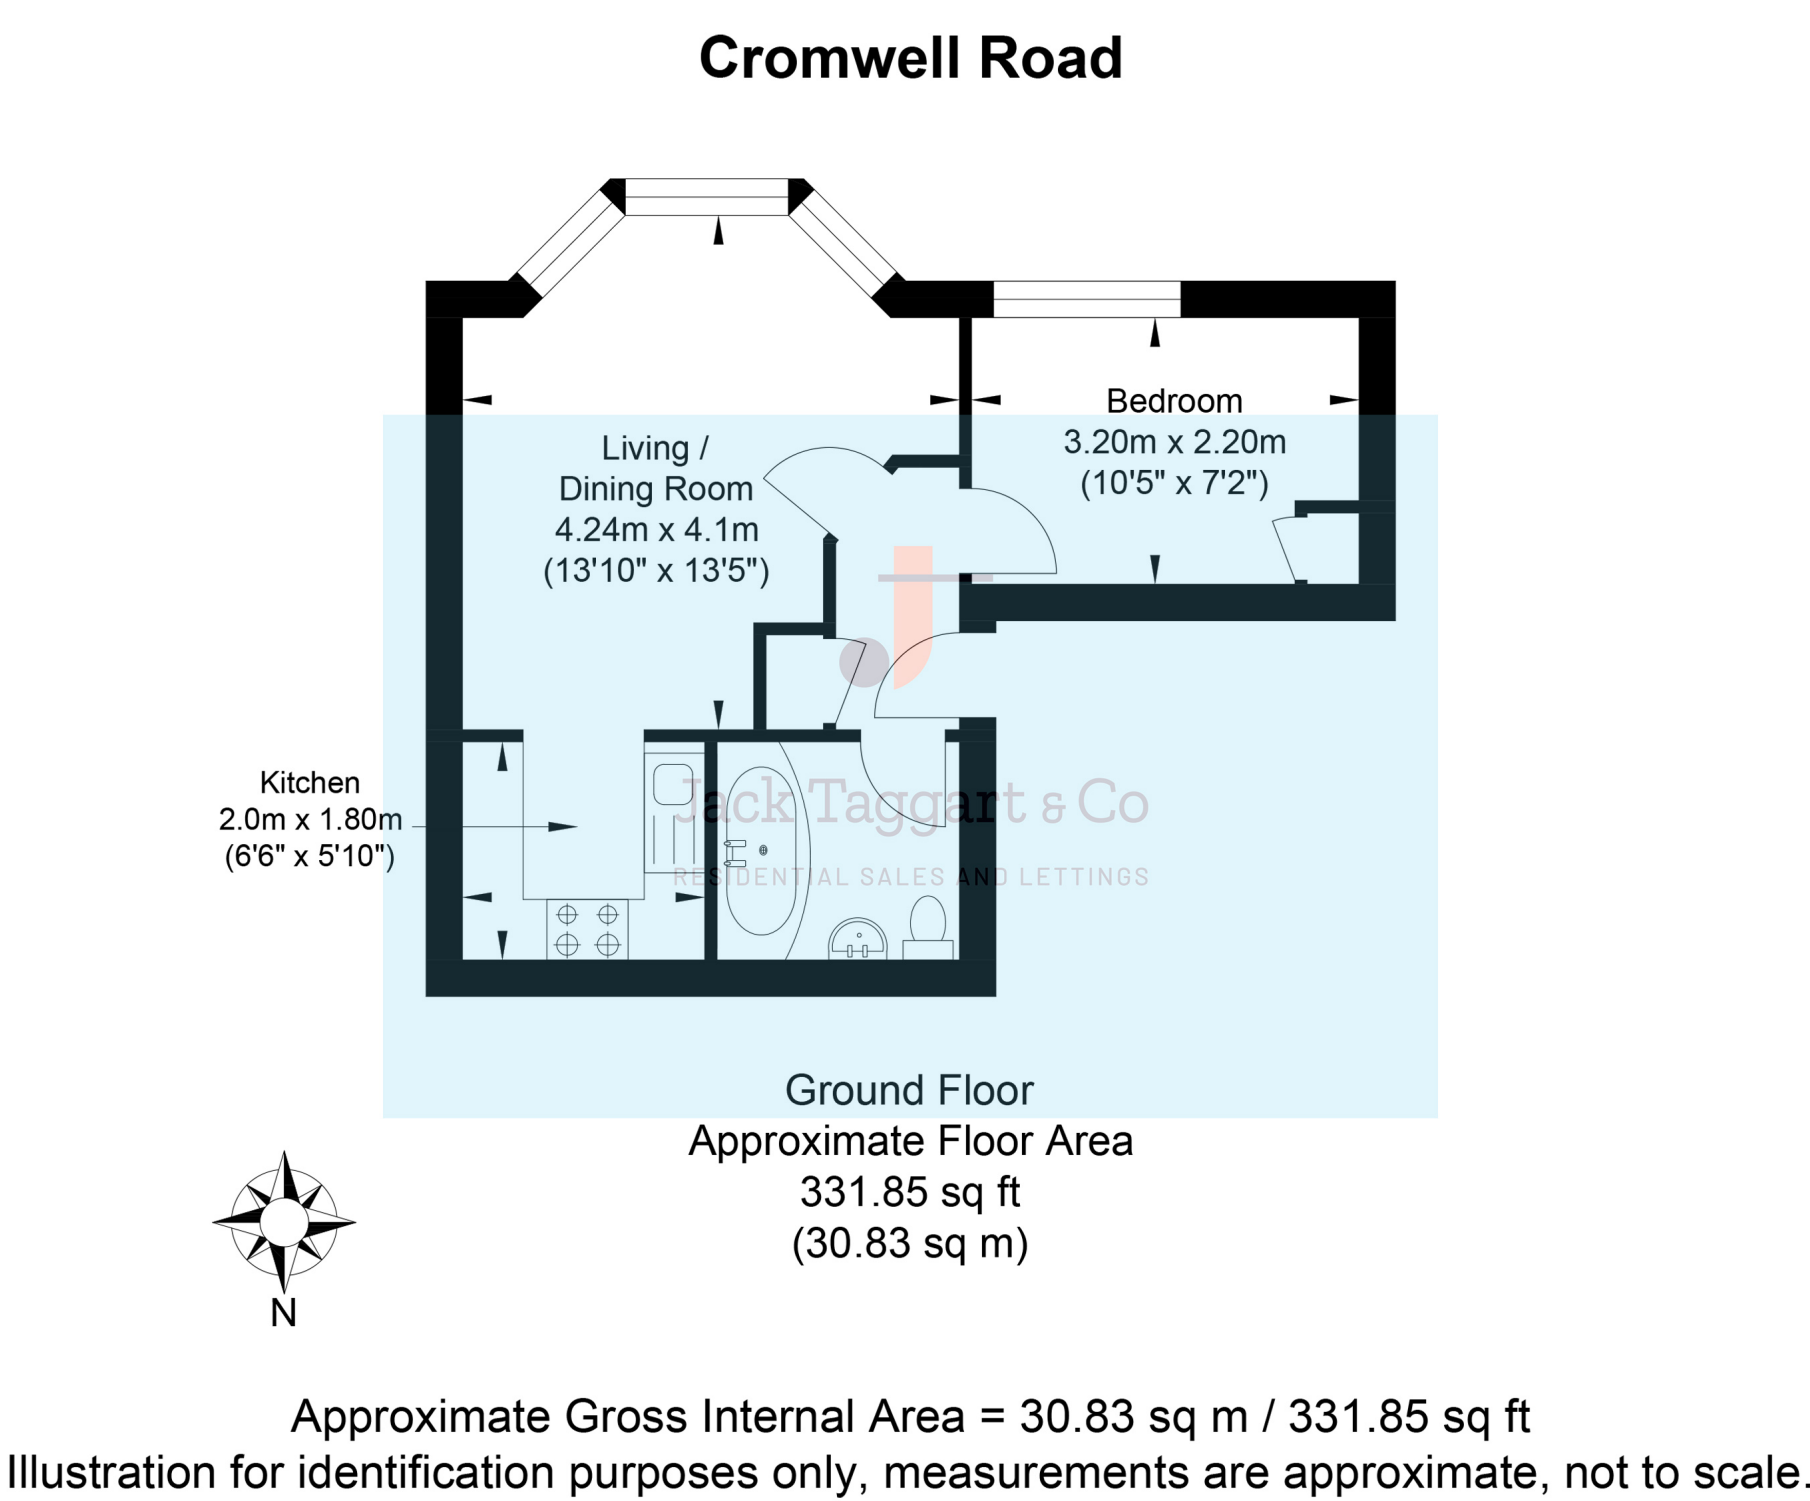 Cromwell Road
Bedroom
3.20m x 2.20m
(10'5" x 7'2")
Living /
Dining Room
4.24m x 4.1m
(13'10" x 13'5")
Kitchen
2.0m x 1.80m
(6'6" x 5'10")
Jack Taggart & Co
RESIDENTIAL SALES AND LETTINGS
Ground Floor
Approximate Floor Area
331.85 sq ft
(30.83 sq m)
N
Approximate Gross Internal Area = 30.83 sq m / 331.85 sq ft
Illustration for identification purposes only, measurements are approximate, not to scale.